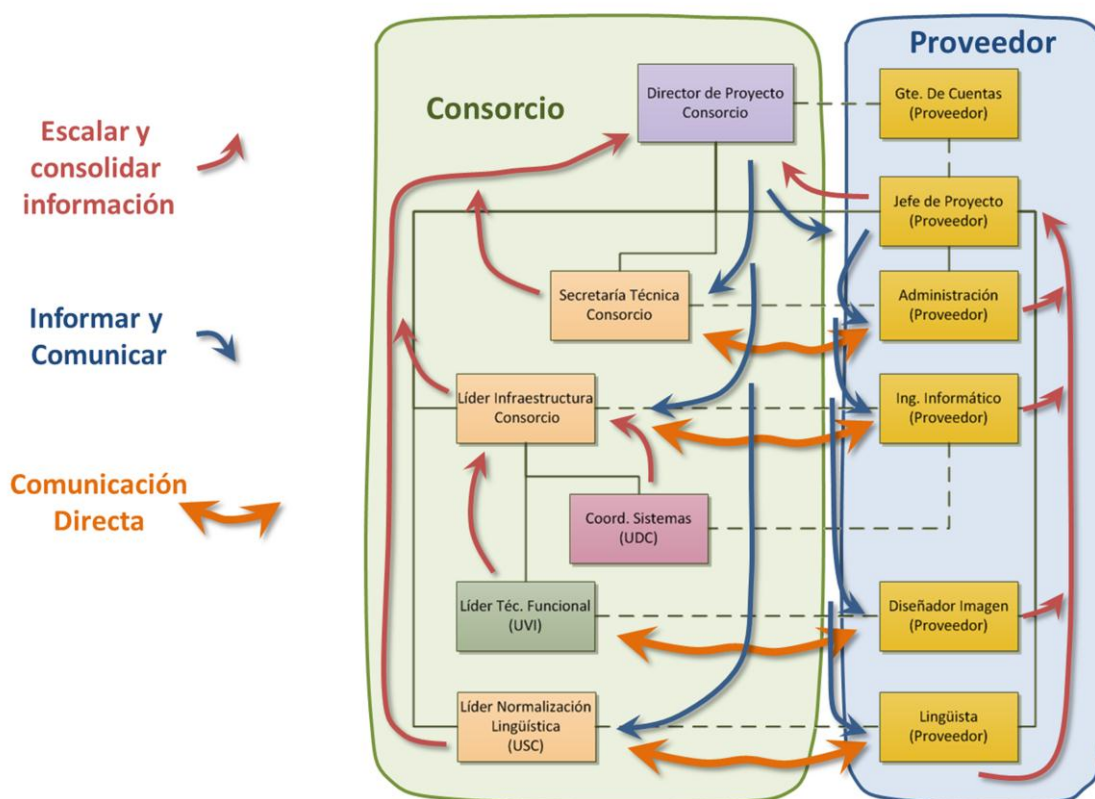 Escalar y
consolidar
información
Informar y
Comunicar
Comunicación
Directa
Consorcio
Proveedor
Director de Proyecto
Consorcio
Gte. De Cuentas
(Proveedor)
Jefe de Proyecto
(Proveedor)
Secretaría Técnica
Consorcio
Administración
(Proveedor)
Líder Infraestructura
Consorcio
Ing. Informático
(Proveedor)
Coord. Sistemas
(UDC)
Líder Téc. Funcional
(UVI)
Diseñador Imagen
(Proveedor)
Líder Normalización
Lingüística
(USC)
Lingüista
(Proveedor)